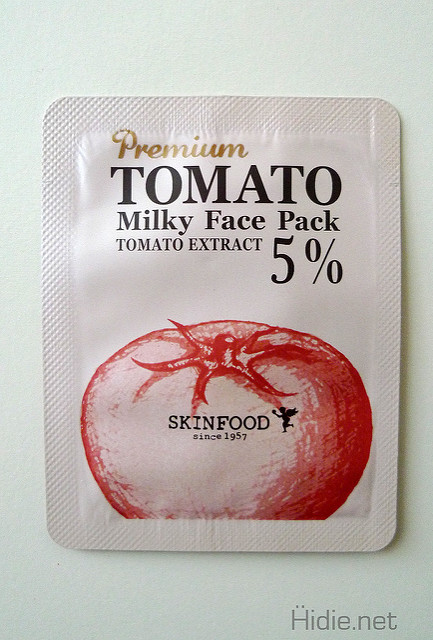 Premium
TOMATO
Milky Face Pack
TOMATO EXTRACT 5%
SKINFOOD
since 1957
Hidie.net